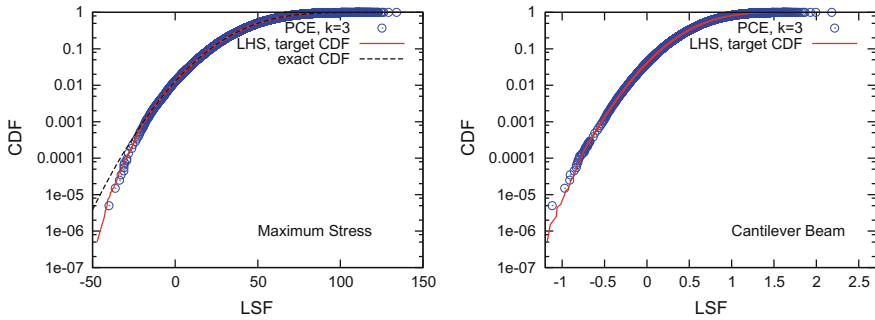 1
0.1
0.01
0.001
0.0001
1e-05
1e-06
1e-07
CDF
PCE, k=3
LHS, target CDF
exact CDF
Maximum Stress
-50 0 50 100 150
LSF
1
0.1
0.01
0.001
0.0001
1e-05
1e-06
1e-07
CDF
PCE, k=3
LHS, target CDF
Cantilever Beam
-1 -0.5 0 0.5 1 1.5 2 2.5
LSF